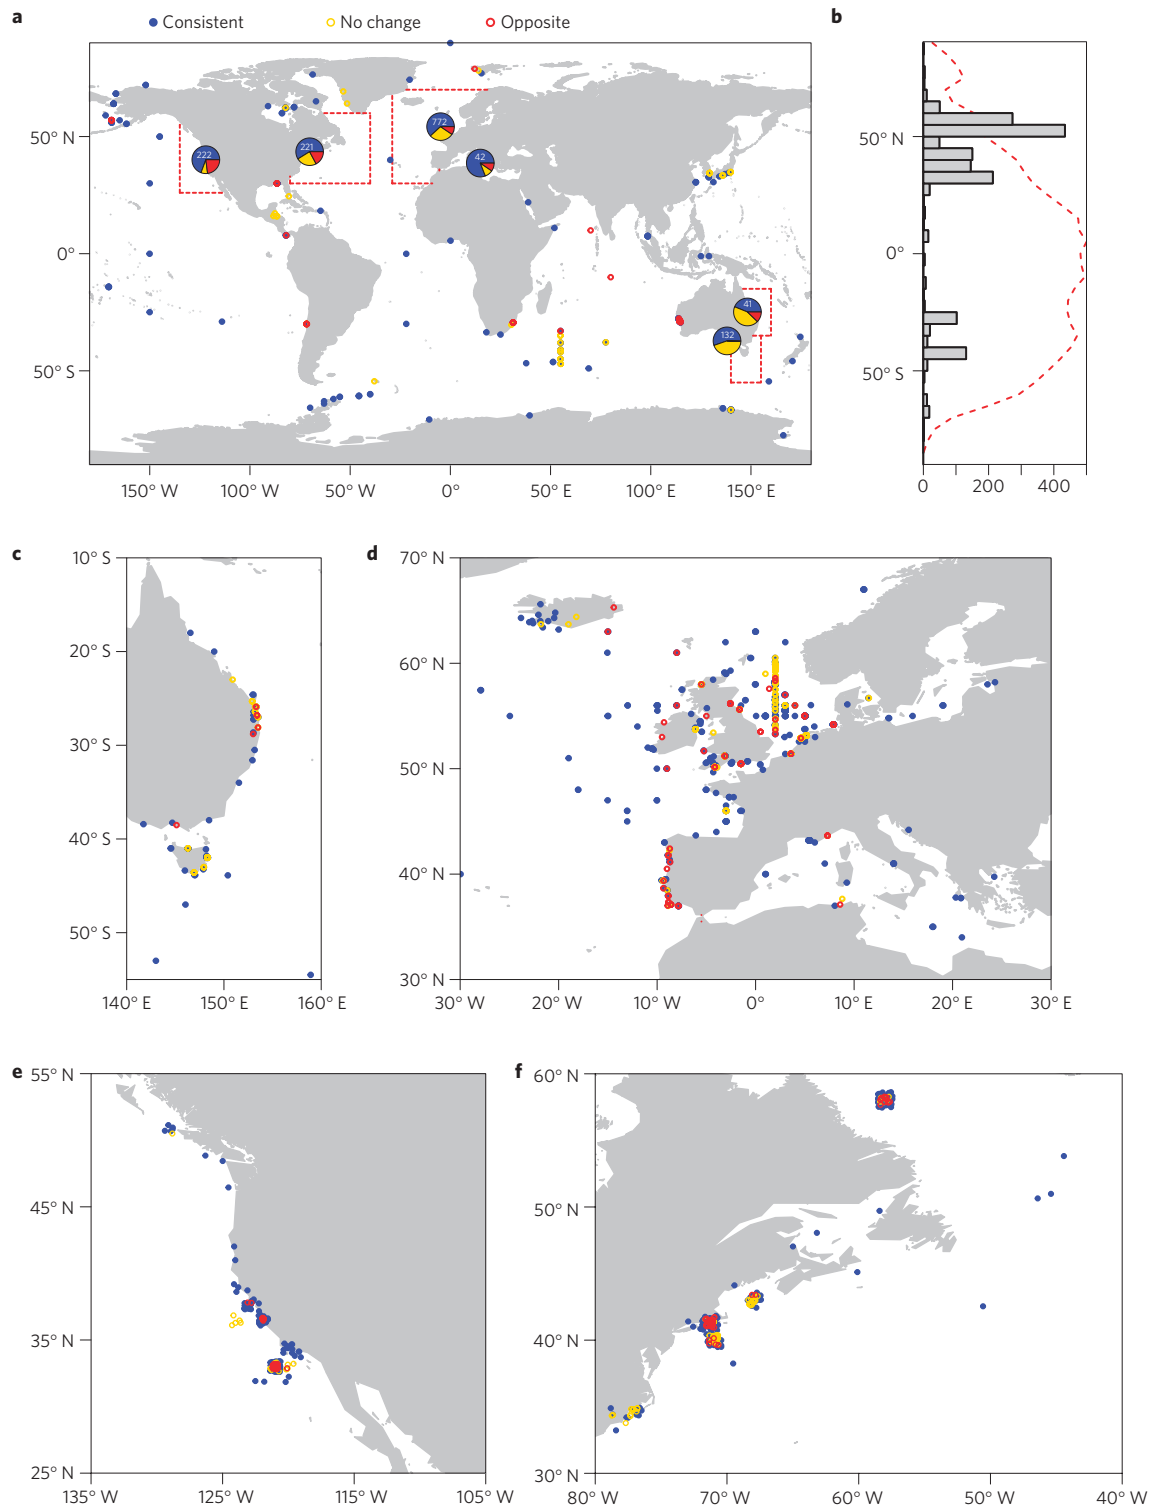 a
Consistent No change Opposite
b
222
221
772
42
41
132
50° N
0°
50° S
150° W 100° W 50° W 0° 50° E 100° E 150° E
50° N
0°
50° S
0 200 400
c
10° S
20° S
30° S
40° S
50° S
140° E 150° E 160° E
d
70° N
60° N
50° N
40° N
30° N
30° W 20° W 10° W 0° 10° E 20° E 30° E
e
55° N
45° N
35° N
25° N
135° W 125° W 115° W 105° W
f
60° N
50° N
40° N
30° N
80° W 70° W 60° W 50° W 40° W